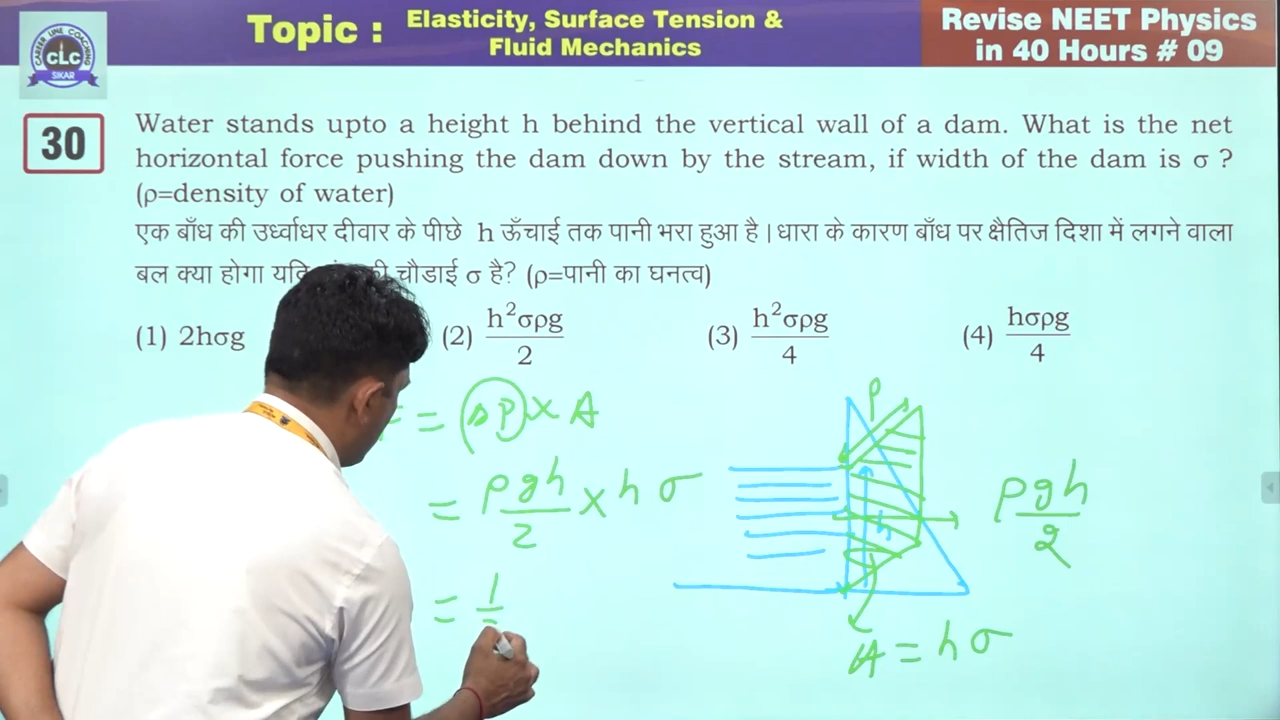 CAREER LINE COACHING
CLC
SIKAR
Topic : Elasticity, Surface Tension &
Fluid Mechanics
Revise NEET Physics
in 40 Hours # 09
30
Water stands upto a height h behind the vertical wall of a dam. What is the net
horizontal force pushing the dam down by the stream, if width of the dam is σ ?
(ρ=density of water)
एक बाँध की उर्ध्वाधर दीवार के पीछे h ऊँचाई तक पानी भरा हुआ है। धारा के कारण बाँध पर क्षैतिज दिशा में लगने वाला
बल क्या होगा यदि की चौडाई σ है? (ρ=पानी का घनत्व)
(1) 2hσg (2) h²σρg/2 (3) h²σρg/4 (4) hσρg/4
F = (ΔP) × A
= ρgh/2 × h σ
= 1
P
h
ρgh/2
A = h σ